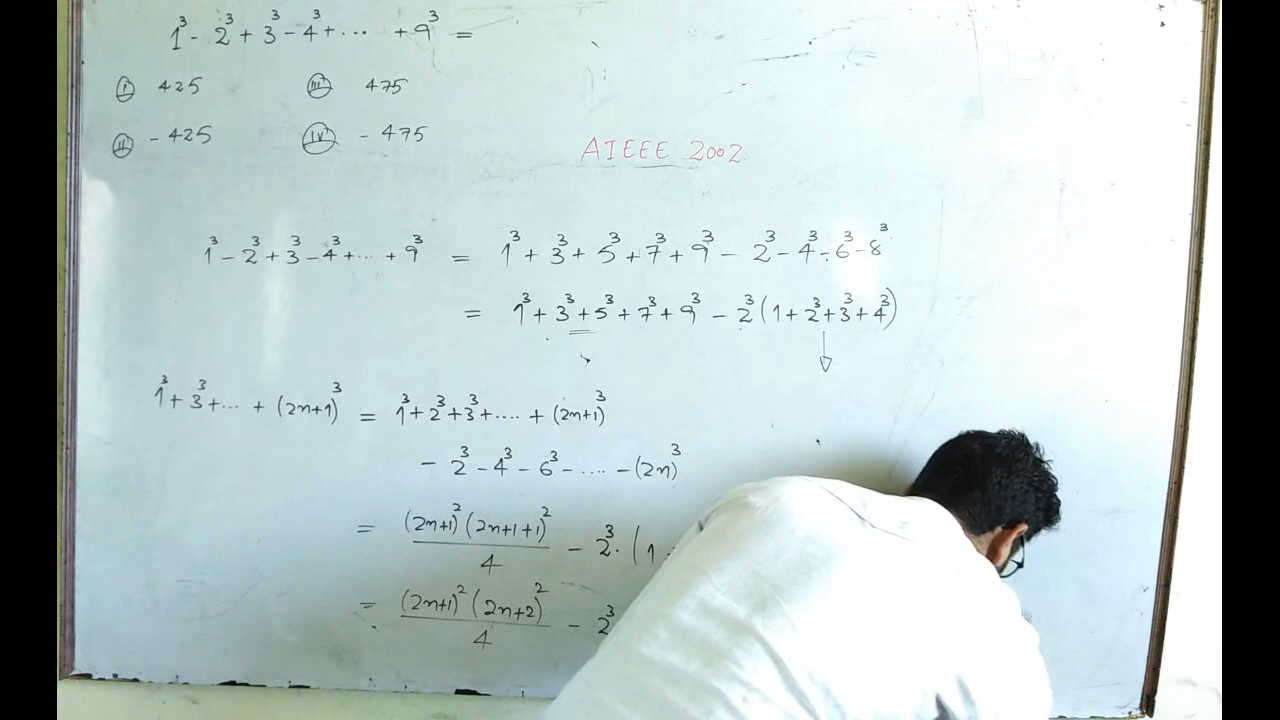 1³ - 2³ + 3³ - 4³ + ... + 9³ =
(i) 425 (iii) 475
(ii) - 425 (iv) - 475
AIEEE 2002
1³ - 2³ + 3³ - 4³ + ... + 9³ = 1³ + 3³ + 5³ + 7³ + 9³ - 2³ - 4³ - 6³ - 8³
= 1³ + 3³ + 5³ + 7³ + 9³ - 2³ (1 + 2³ + 3³ + 4³)
1³ + 3³ + ... + (2n+1)³ = 1³ + 2³ + 3³ + .... + (2n+1)³
- 2³ - 4³ - 6³ - .... - (2n)³
= (2n+1)² (2n+1+1)² / 4 - 2³ · (1
= (2n+1)² (2n+2)² / 4 - 2³